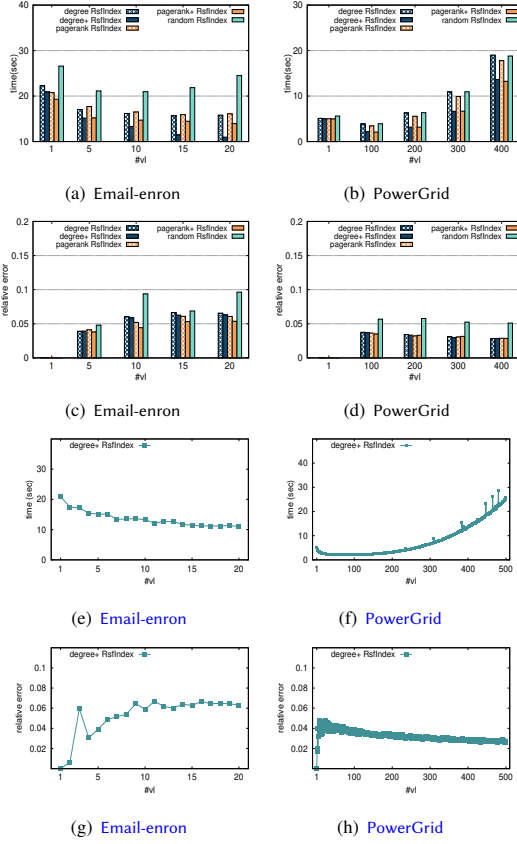 degree RsfIndex
degree+ RsfIndex
pagerank RsfIndex
pagerank+ RsfIndex
random RsfIndex
time(sec)
40
30
20
10
1 5 10 15 20
#vl
(a) Email-enron
degree RsfIndex
degree+ RsfIndex
pagerank RsfIndex
pagerank+ RsfIndex
random RsfIndex
time(sec)
30
20
10
0
1 100 200 300 400
#vl
(b) PowerGrid
degree RsfIndex
degree+ RsfIndex
pagerank RsfIndex
pagerank+ RsfIndex
random RsfIndex
relative error
0.2
0.15
0.1
0.05
0
1 5 10 15 20
#vl
(c) Email-enron
degree RsfIndex
degree+ RsfIndex
pagerank RsfIndex
pagerank+ RsfIndex
random RsfIndex
relative error
0.2
0.15
0.1
0.05
0
1 100 200 300 400
#vl
(d) PowerGrid
degree+ RsfIndex
time (sec)
40
30
20
10
0
1 5 10 15 20
#vl
(e) Email-enron
degree+ RsfIndex
time (sec)
50
40
30
20
10
0
1 100 200 300 400 500
#vl
(f) PowerGrid
degree+ RsfIndex
relative error
0.12
0.1
0.08
0.06
0.04
0.02
1 5 10 15 20
#vl
(g) Email-enron
degree+ RsfIndex
relative error
0.12
0.1
0.08
0.06
0.04
0.02
1 100 200 300 400 500
#vl
(h) PowerGrid